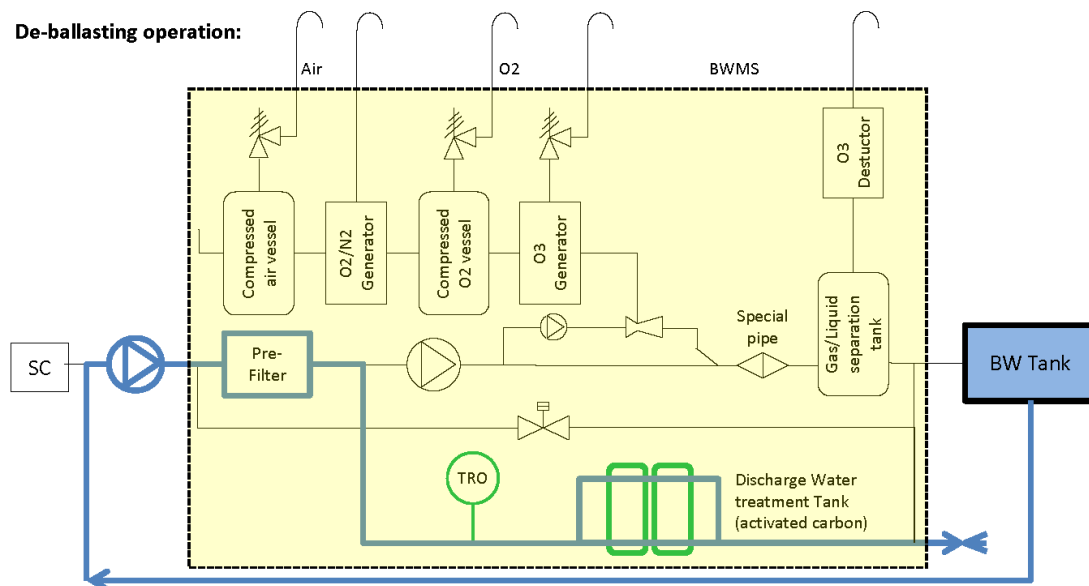 De-ballasting operation:
Air
O2
BWMS
Compressed
air vessel
O2/N2
Generator
Compressed
O2 vessel
O3
Generator
O3
Destuctor
Gas/Liquid
separation
tank
Special
pipe
SC
Pre-
Filter
BW Tank
TRO
Discharge Water
treatment Tank
(activated carbon)